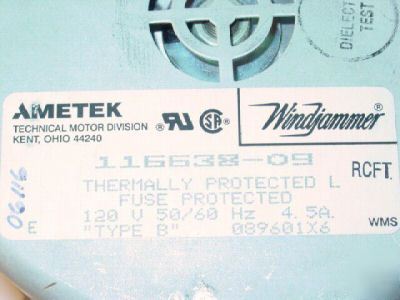 DIELECT
TEST
AMETEK
TECHNICAL MOTOR DIVISION
KENT, OHIO 44240
Windjammer®
116638-09
RCFT.
THERMALLY PROTECTED L
FUSE PROTECTED
120 V 50/60 Hz 4.5A.
E "TYPE B" 089601X6 WMS
06116